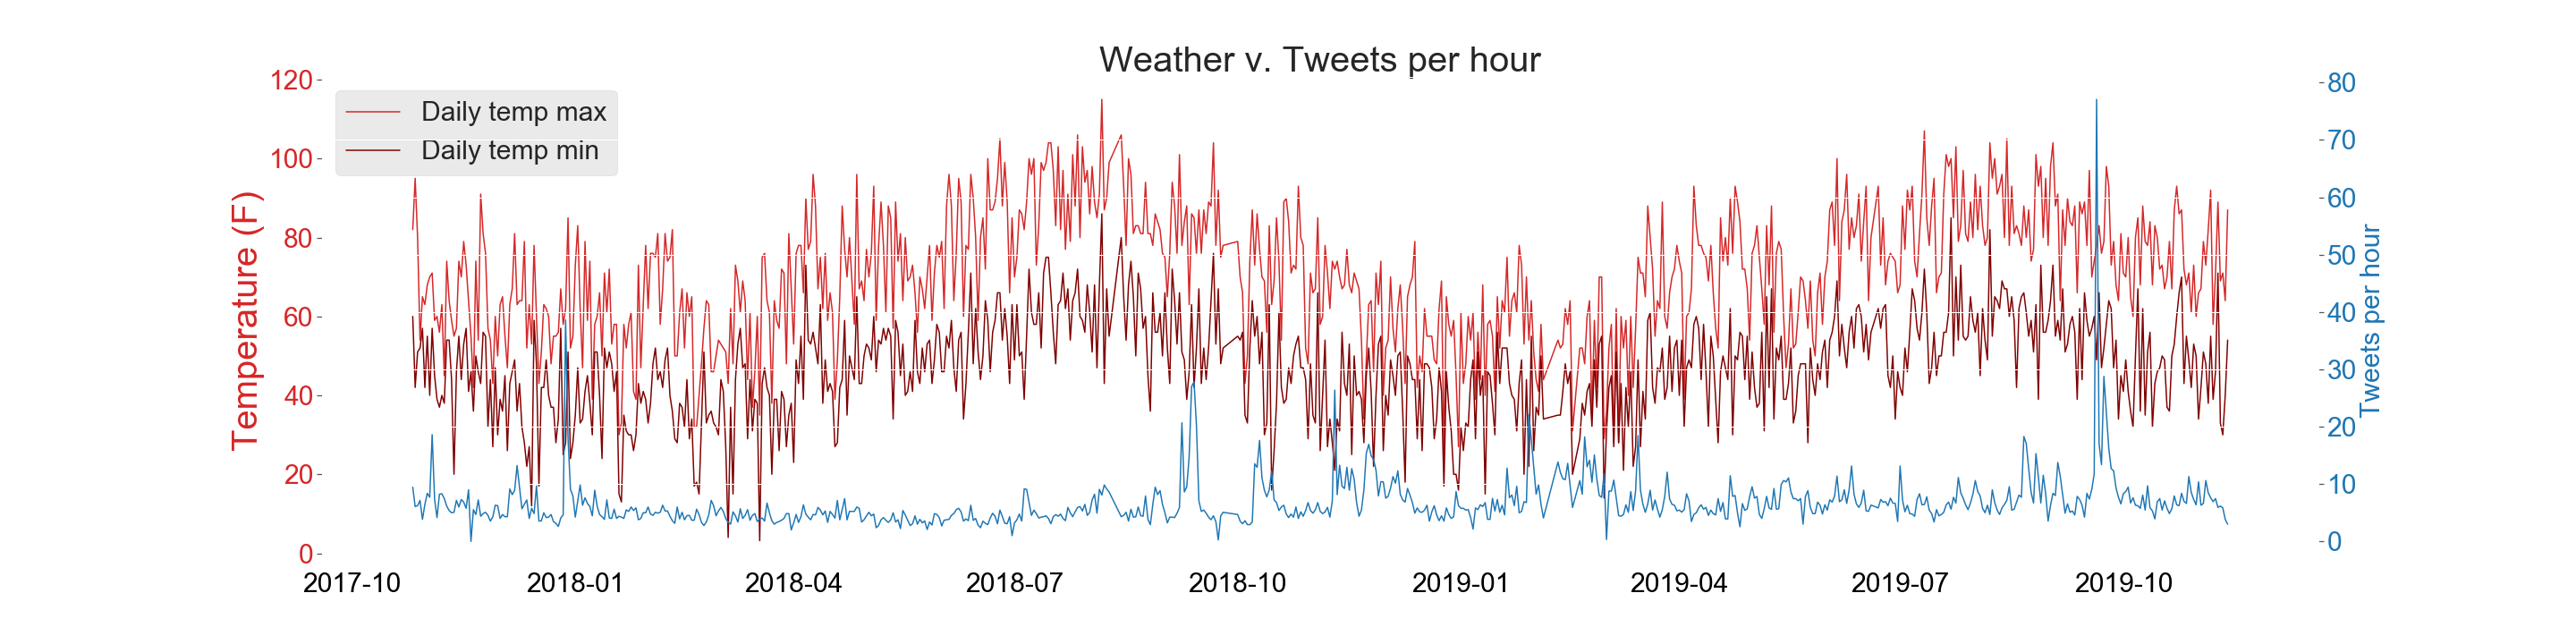 Weather v. Tweets per hour
Daily temp max
Daily temp min
Temperature (F)
120
100
80
60
40
20
0
80
70
60
50
40
30
20
10
0
Tweets per hour
2017-10 2018-01 2018-04 2018-07 2018-10 2019-01 2019-04 2019-07 2019-10